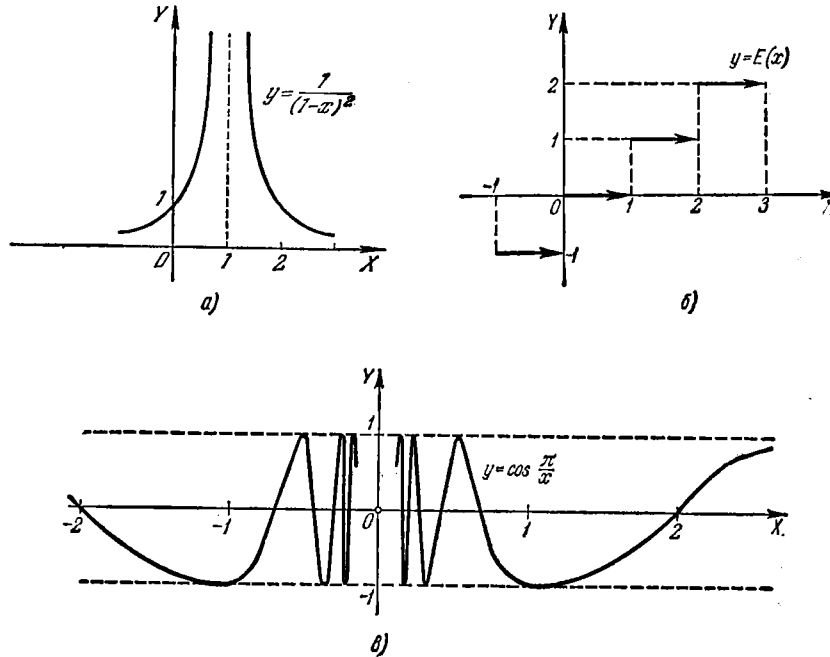 Y
y = 1/(1-x)²
1
0 1 2 X
а)
Y
y=E(x)
2
1
-1 0 1 2 3
-1
б)
Y
1
y=cos π/x
-2 -1 0 1 2 X
-1
в)